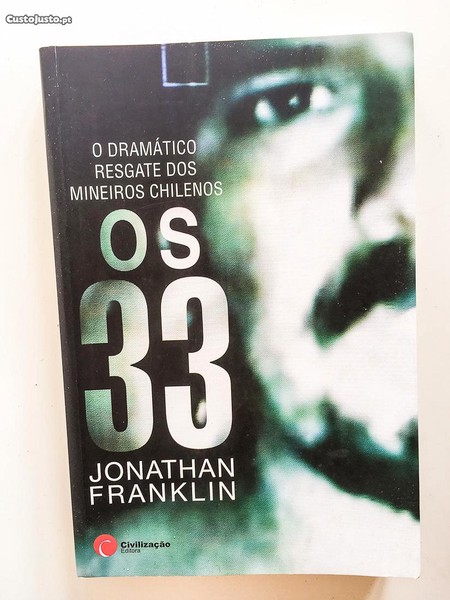 CustoJusto.pt
O DRAMÁTICO
RESGATE DOS
MINEIROS CHILENOS
OS
33
JONATHAN
FRANKLIN
Civilização
Editora